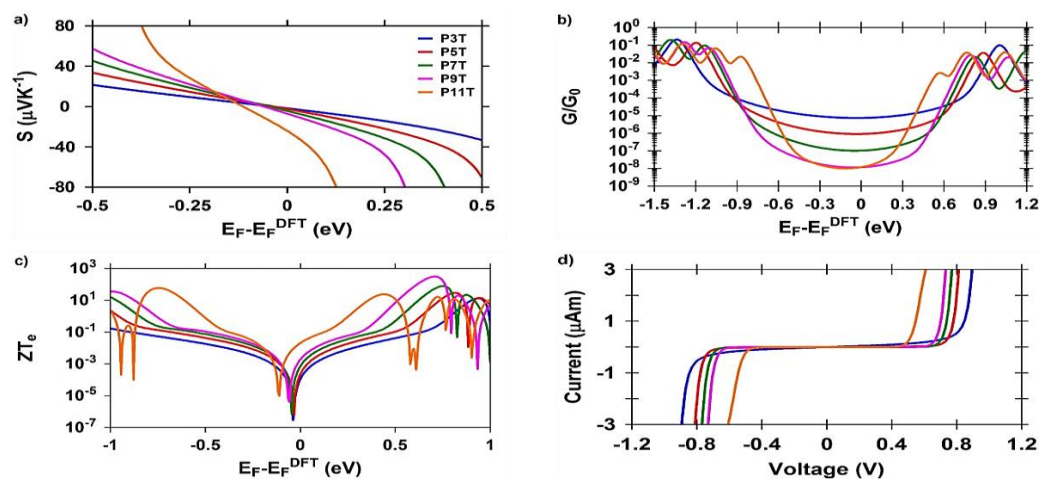 a)
S (µVK⁻¹)
80
40
0
-40
-80
P3T
P5T
P7T
P9T
P11T
-0.5 -0.25 0 0.25 0.5
E_F-E_F^DFT (eV)
b)
G/G₀
10⁰
10⁻¹
10⁻²
10⁻³
10⁻⁴
10⁻⁵
10⁻⁶
10⁻⁷
10⁻⁸
10⁻⁹
-1.5 -1.2 -0.9 -0.6 -0.3 0 0.3 0.6 0.9 1.2
E_F-E_F^DFT (eV)
c)
ZT_e
10³
10¹
10⁻¹
10⁻³
10⁻⁵
10⁻⁷
-1 -0.5 0 0.5 1
E_F-E_F^DFT (eV)
d)
Current (µAm)
3
1
-1
-3
-1.2 -0.8 -0.4 0 0.4 0.8 1.2
Voltage (V)